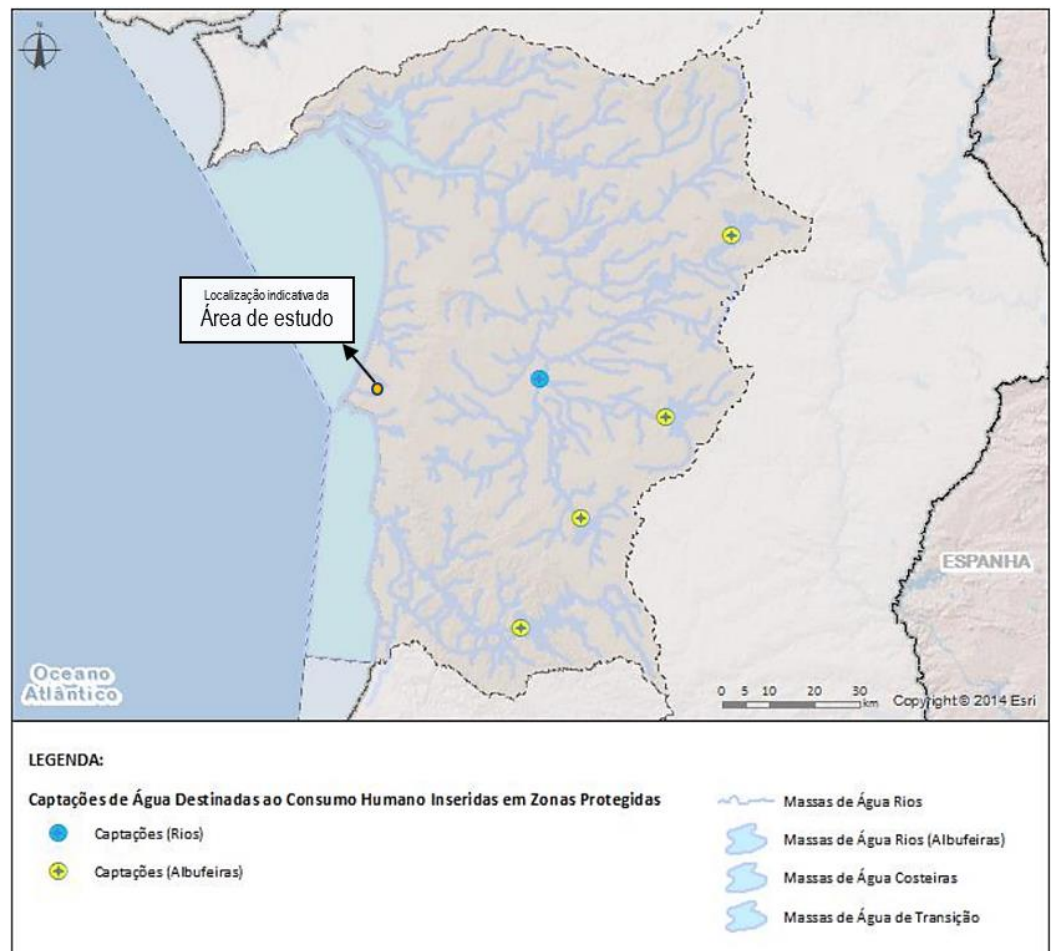 N
Localização indicativa da
Área de estudo
ESPANHA
Oceano
Atlântico
0 5 10 20 30
km
Copyright © 2014 Esri
LEGENDA:
Captações de Água Destinadas ao Consumo Humano Inseridas em Zonas Protegidas
Captações (Rios)
Captações (Albufeiras)
Massas de Água Rios
Massas de Água Rios (Albufeiras)
Massas de Água Costeiras
Massas de Água de Transição